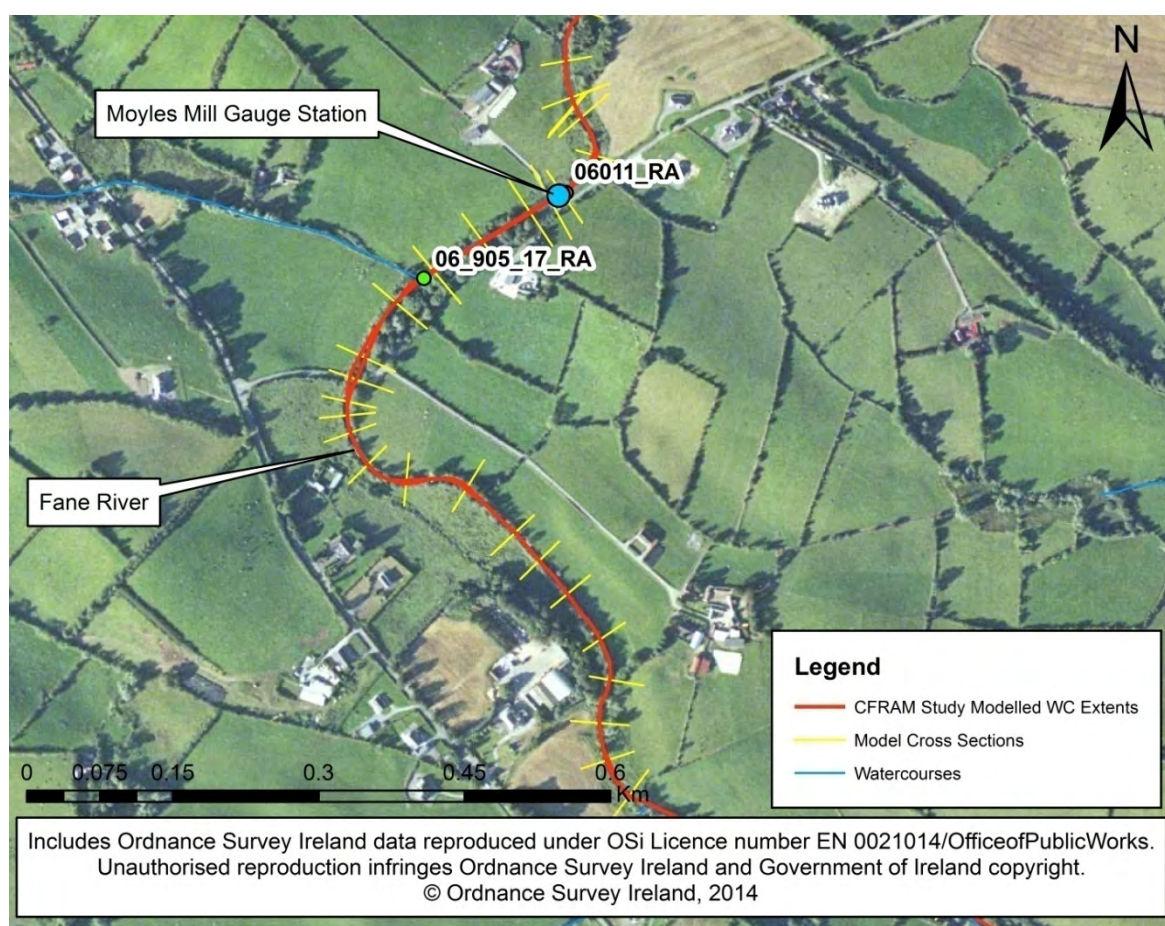 N
Moyles Mill Gauge Station
06011_RA
06_905_17_RA
Fane River
Legend
CFRAM Study Modelled WC Extents
Model Cross Sections
Watercourses
0 0.075 0.15 0.3 0.45 0.6
Km
Includes Ordnance Survey Ireland data reproduced under OSi Licence number EN 0021014/OfficeofPublicWorks.
Unauthorised reproduction infringes Ordnance Survey Ireland and Government of Ireland copyright.
© Ordnance Survey Ireland, 2014